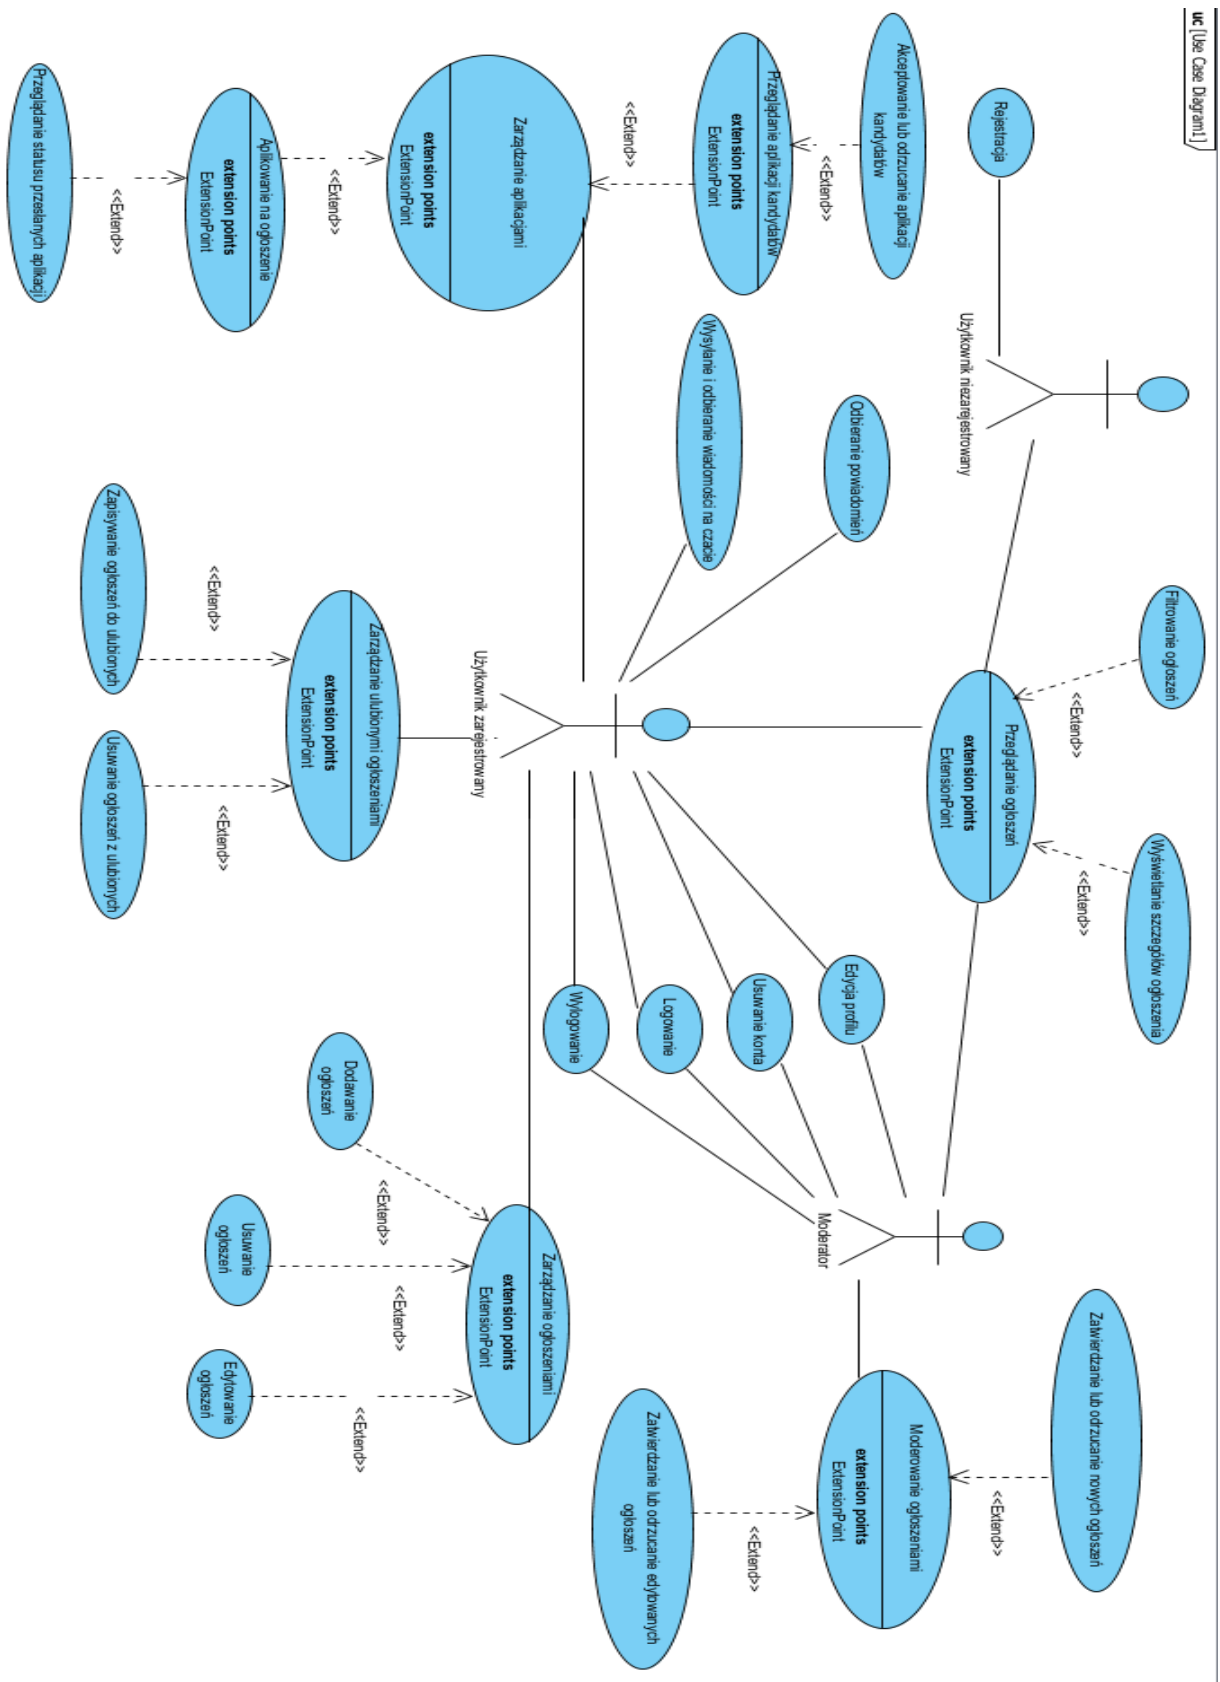 uc [Use Case Diagram1]
Rejestracja
Użytkownik niezarejestrowany
Akceptowanie lub odrzucanie aplikacji
kandydatów
<<Extend>>
Przeglądanie aplikacji kandydatów
extension points
ExtensionPoint
<<Extend>>
Zarządzanie aplikacjami
extension points
ExtensionPoint
<<Extend>>
Aplikowanie na ogłoszenie
extension points
ExtensionPoint
<<Extend>>
Przeglądanie statusu przesłanych aplikacji
Filtrowanie ogłoszeń
<<Extend>>
Wyświetlanie szczegółów ogłoszenia
<<Extend>>
Przeglądanie ogłoszeń
extension points
ExtensionPoint
Odbieranie powiadomień
Wysyłanie i odbieranie wiadomości na czacie
Użytkownik zarejestrowany
Zarządzanie ulubionymi ogłoszeniami
extension points
ExtensionPoint
<<Extend>>
<<Extend>>
Zapisywanie ogłoszeń do ulubionych
Usuwanie ogłoszeń z ulubionych
Edycja profilu
Usuwanie konta
Logowanie
Wylogowanie
Moderator
Zatwierdzanie lub odrzucanie nowych ogłoszeń
<<Extend>>
Moderowanie ogłoszeniami
extension points
ExtensionPoint
<<Extend>>
Zatwierdzanie lub odrzucanie edytowanych
ogłoszeń
Zarządzanie ogłoszeniami
extension points
ExtensionPoint
<<Extend>>
<<Extend>>
<<Extend>>
Dodawanie
ogłoszeń
Usuwanie
ogłoszeń
Edytowanie
ogłoszeń